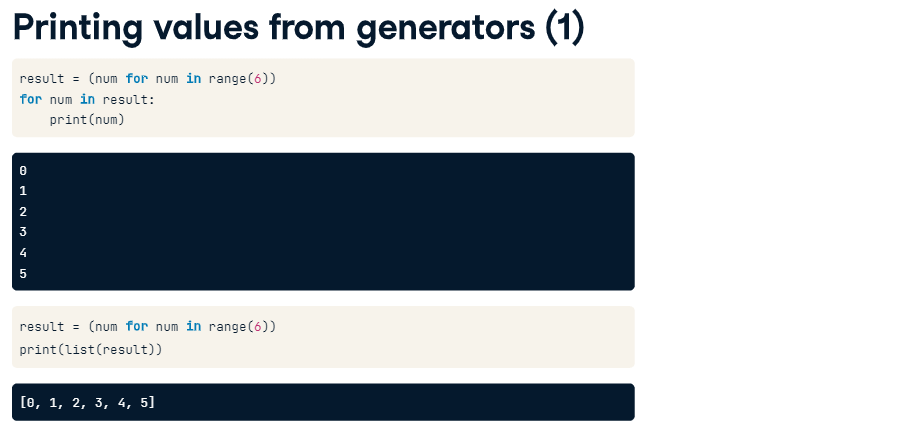 Printing values from generators (1)
result = (num for num in range(6))
for num in result:
    print(num)
0
1
2
3
4
5
result = (num for num in range(6))
print(list(result))
[0, 1, 2, 3, 4, 5]